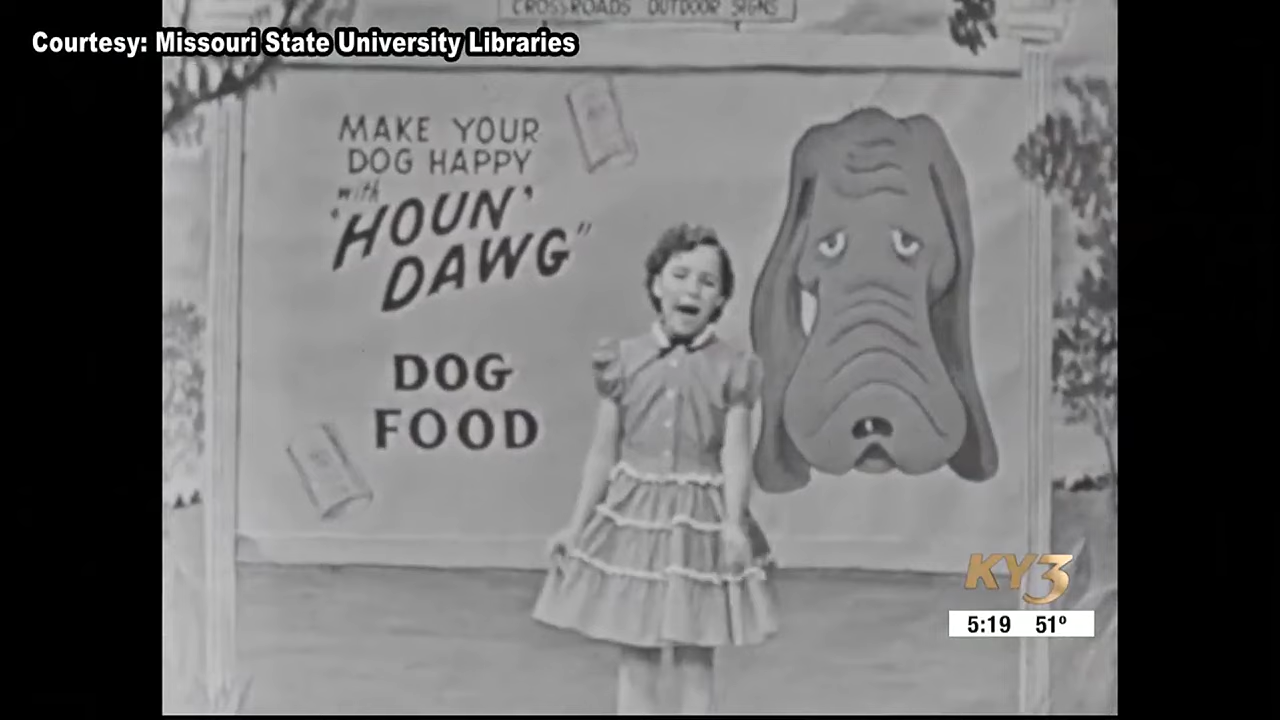 CROSSROADS OUTDOOR SIGNS
Courtesy: Missouri State University Libraries
MAKE YOUR
DOG HAPPY
with
'HOUN'
DAWG"
DOG
FOOD
KY3
5:19 51º